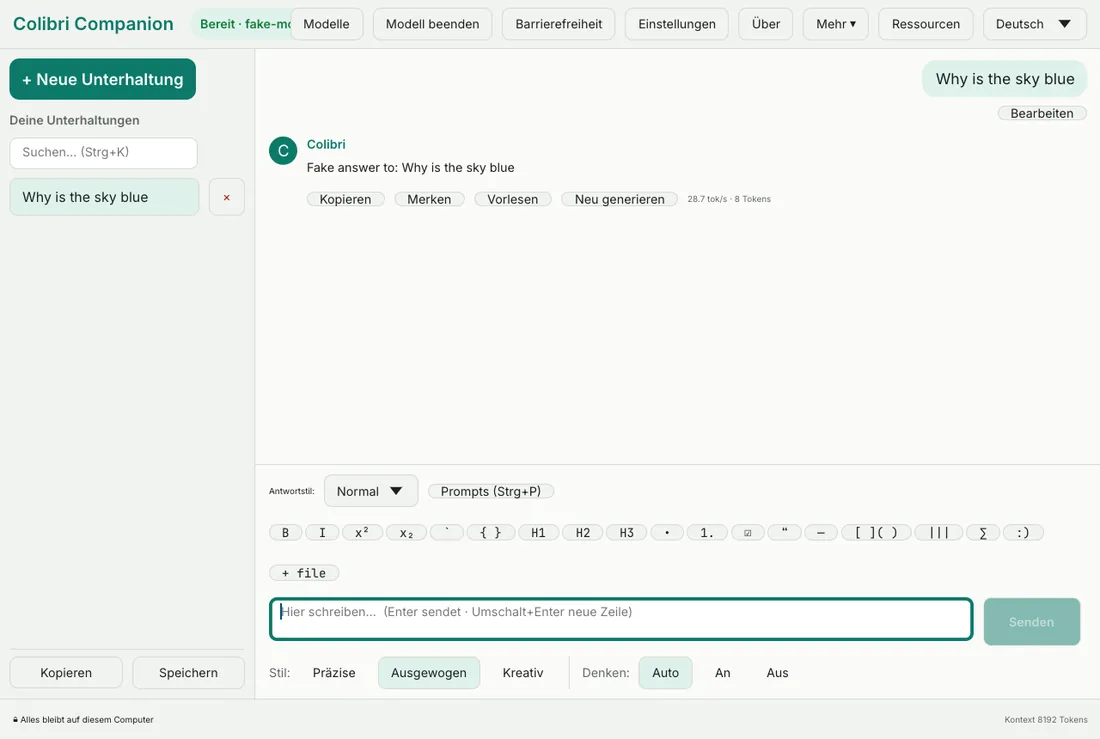 Colibri Companion
Bereit · fake-mo
Modelle
Modell beenden
Barrierefreiheit
Einstellungen
Über
Mehr ▾
Ressourcen
Deutsch ▼
+ Neue Unterhaltung
Deine Unterhaltungen
Suchen... (Strg+K)
Why is the sky blue
×
Why is the sky blue
Bearbeiten
C
Colibri
Fake answer to: Why is the sky blue
Kopieren
Merken
Vorlesen
Neu generieren
28.7 tok/s · 8 Tokens
Antwortstil:
Normal ▼
Prompts (Strg+P)
B I x² x₂ ` { } H1 H2 H3 • 1. ☑ “ — [ ]( ) ||| ∑ :)
+ file
Hier schreiben... (Enter sendet · Umschalt+Enter neue Zeile)
Senden
Stil: Präzise Ausgewogen Kreativ
Denken: Auto An Aus
Kopieren
Speichern
Alles bleibt auf diesem Computer
Kontext 8192 Tokens